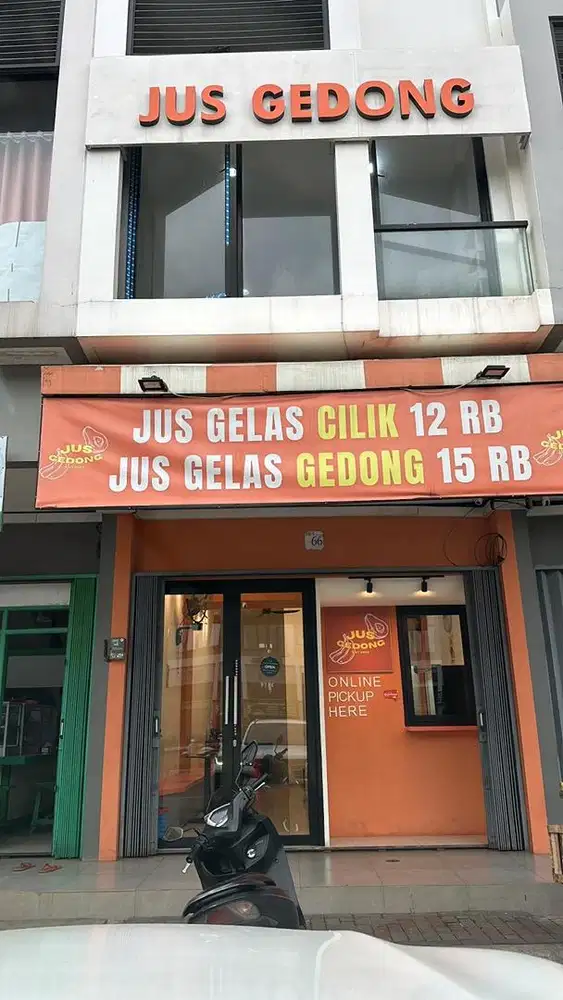 JUS GEDONG
JUS GELAS CILIK 12 RB
JUS GELAS GEDONG 15 RB
JUS
GEDONG
66
JUS
GEDONG
ONLINE
PICKUP
HERE
OPEN